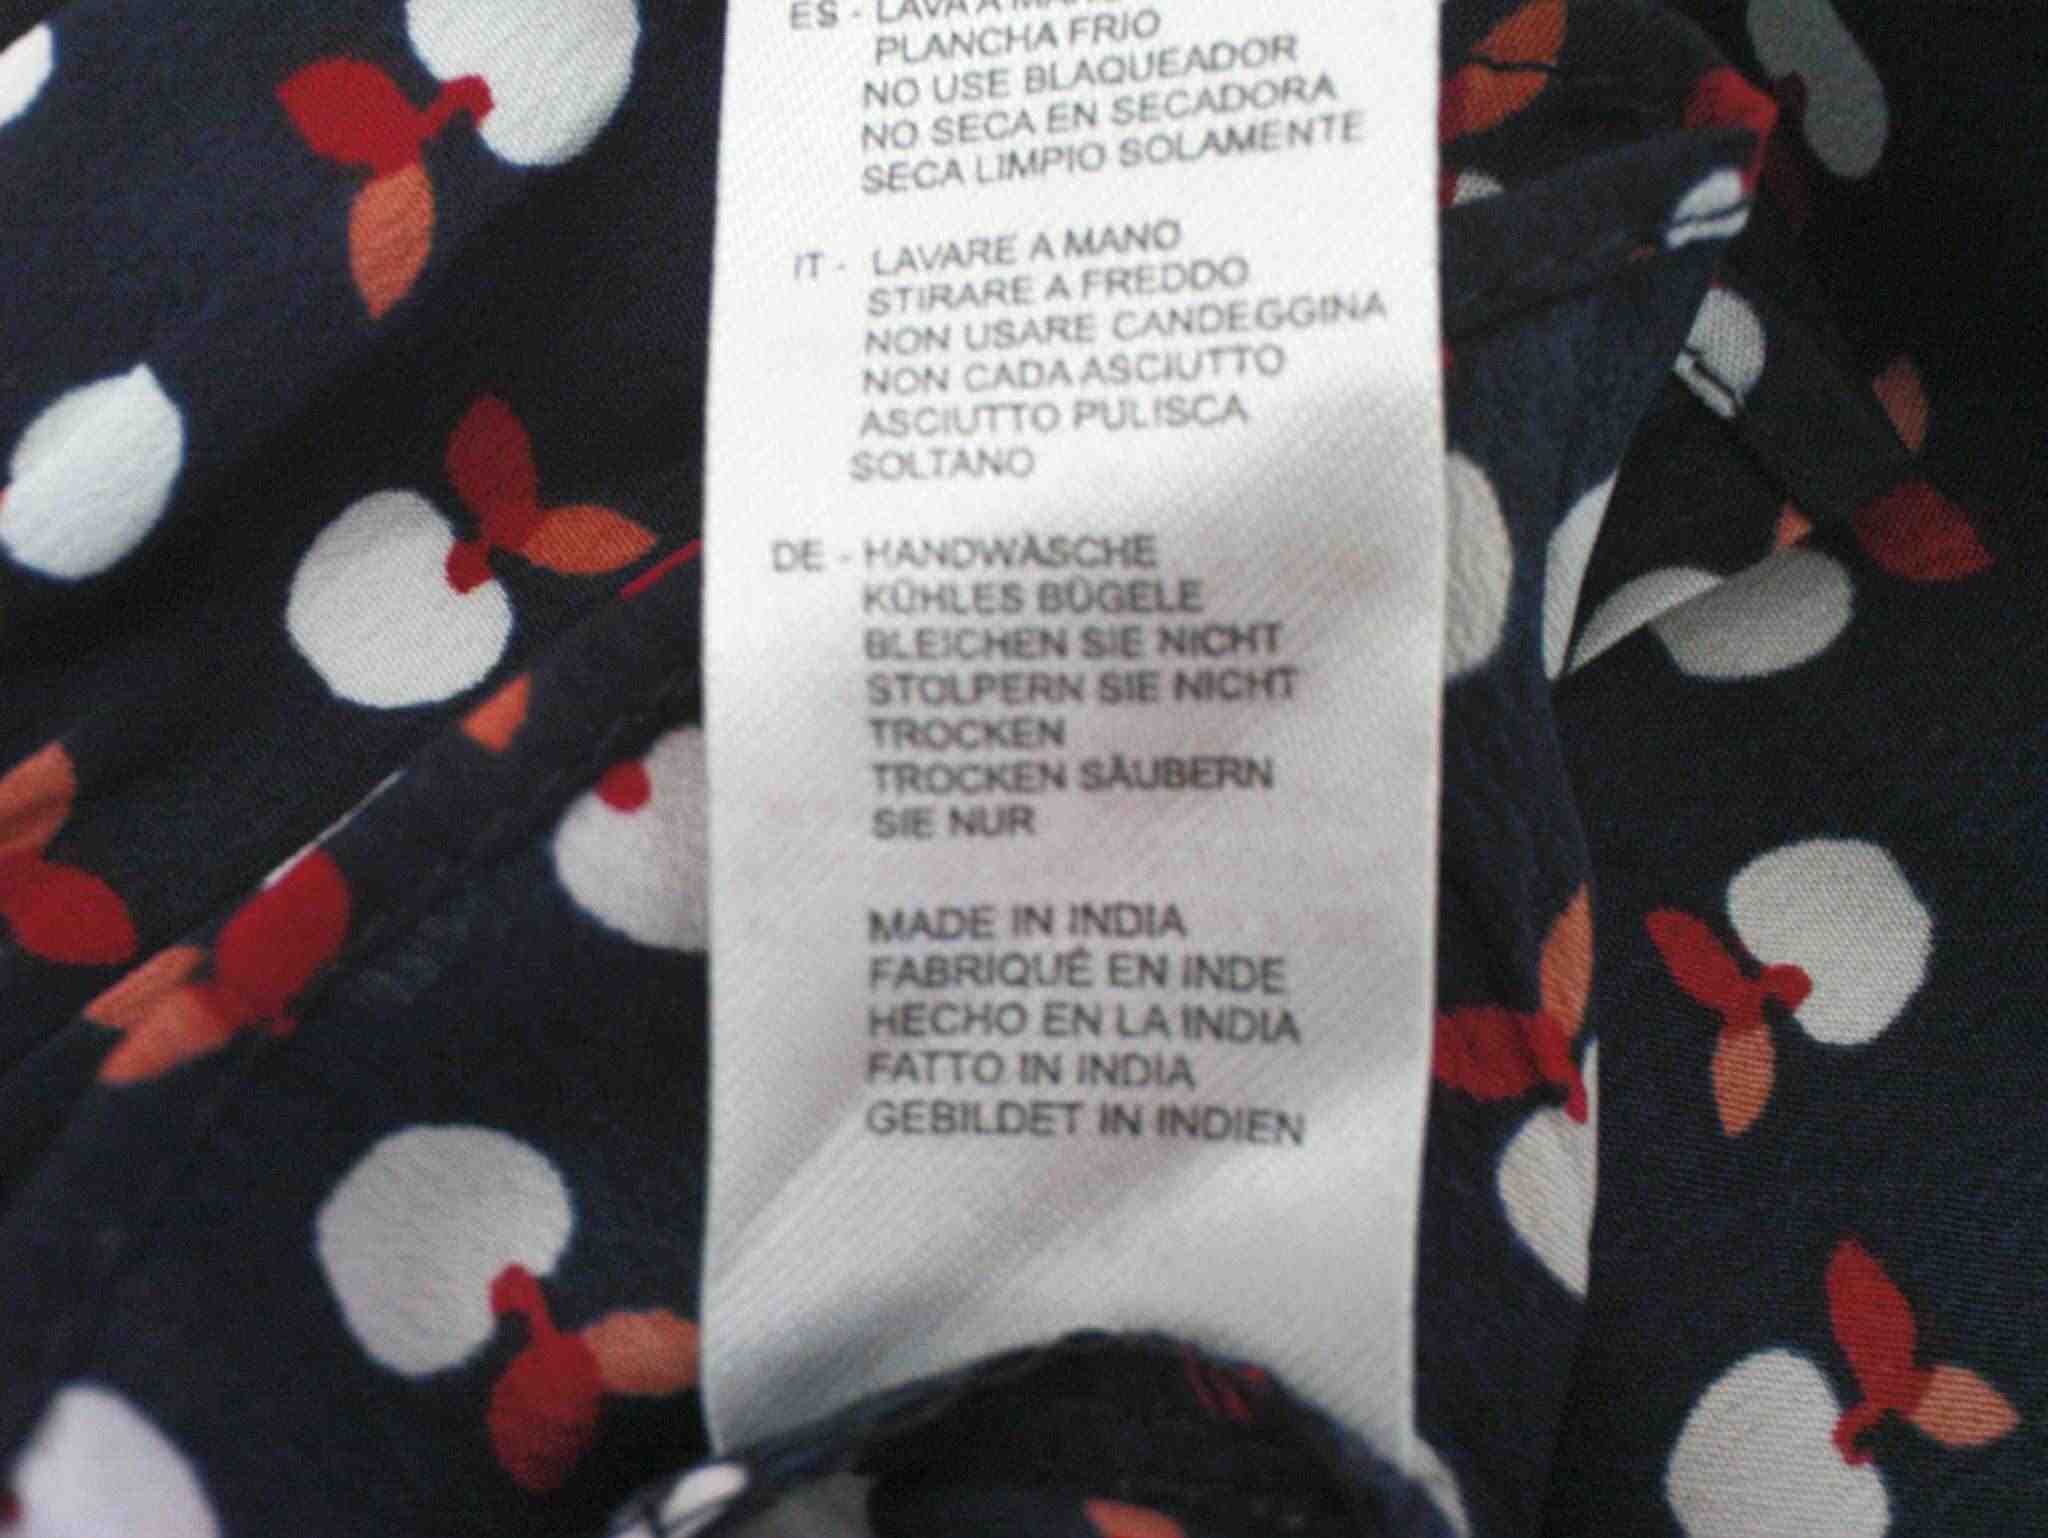 ES - LAVA A MANO
PLANCHA FRIO
NO USE BLAQUEADOR
NO SECA EN SECADORA
SECA LIMPIO SOLAMENTE
IT - LAVARE A MANO
STIRARE A FREDDO
NON USARE CANDEGGINA
NON CADA ASCIUTTO
ASCIUTTO PULISCA
SOLTANO
DE - HANDWÄSCHE
KÜHLES BÜGELE
BLEICHEN SIE NICHT
STOLPERN SIE NICHT
TROCKEN
TROCKEN SÄUBERN
SIE NUR
MADE IN INDIA
FABRIQUÉ EN INDE
HECHO EN LA INDIA
FATTO IN INDIA
GEBILDET IN INDIEN